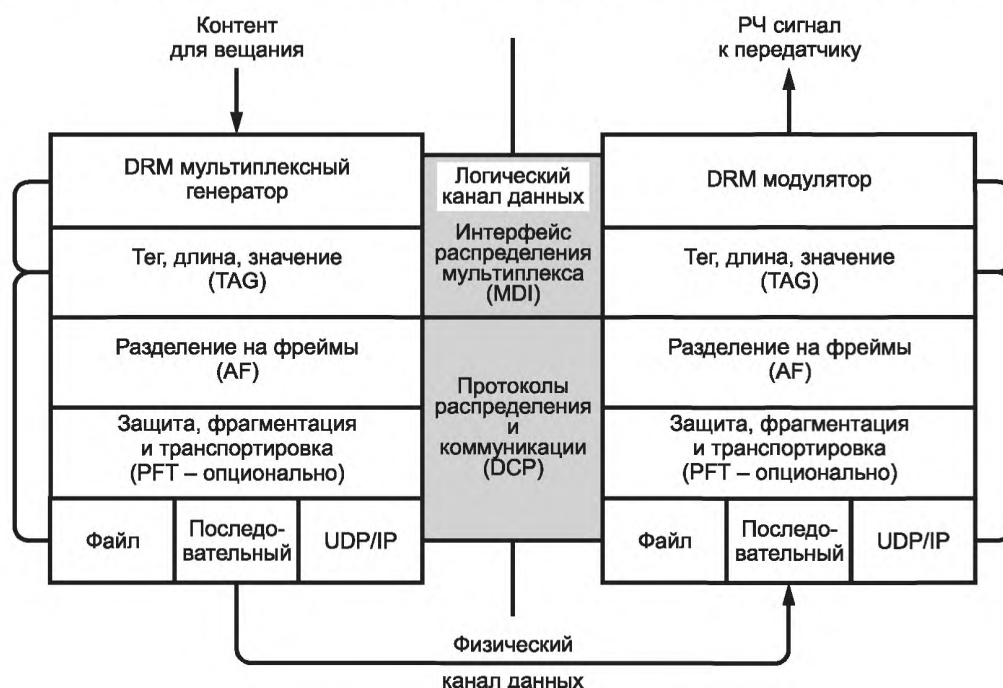 Контент
для вещания
РЧ сигнал
к передатчику
DRM мультиплексный
генератор
Логический
канал данных
DRM модулятор
Интерфейс
распределения
мультиплекса
(MDI)
Тег, длина, значение
(TAG)
Тег, длина, значение
(TAG)
Разделение на фреймы
(AF)
Протоколы
распределения
и
коммуникации
(DCP)
Разделение на фреймы
(AF)
Защита, фрагментация
и транспортировка
(PFT – опционально)
Защита, фрагментация
и транспортировка
(PFT – опционально)
Файл
Последо-
вательный
UDP/IP
Файл
Последо-
вательный
UDP/IP
Физический
канал данных